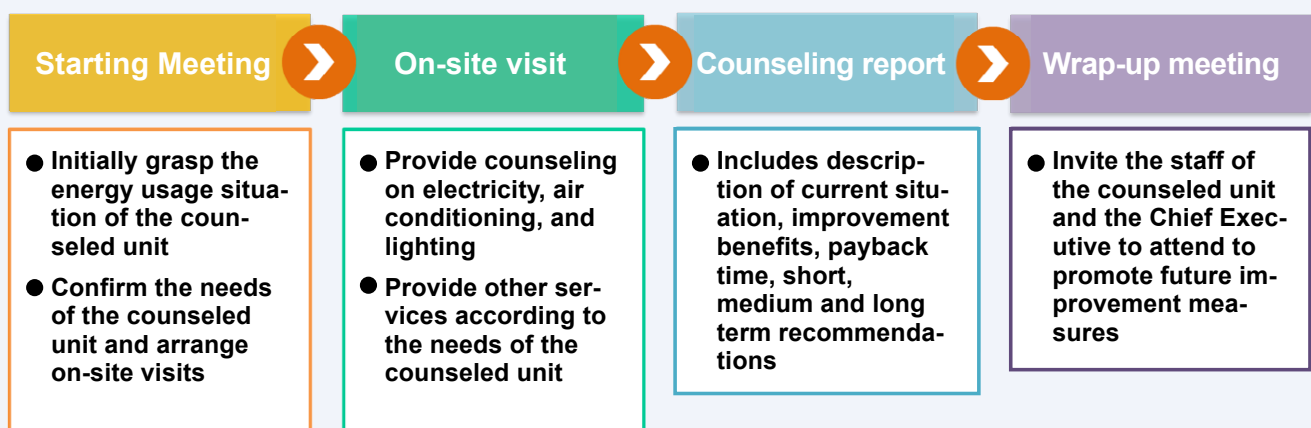 Starting Meeting
On-site visit
Counseling report
Wrap-up meeting
● Initially grasp the
energy usage situa-
tion of the coun-
seled unit
● Confirm the needs
of the counseled
unit and arrange
on-site visits
● Provide counseling
on electricity, air
conditioning, and
lighting
● Provide other ser-
vices according to
the needs of the
counseled unit
● Includes descrip-
tion of current situ-
ation, improvement
benefits, payback
time, short,
medium and long
term recommenda-
tions
● Invite the staff of
the counseled unit
and the Chief Exec-
utive to attend to
promote future im-
provement mea-
sures